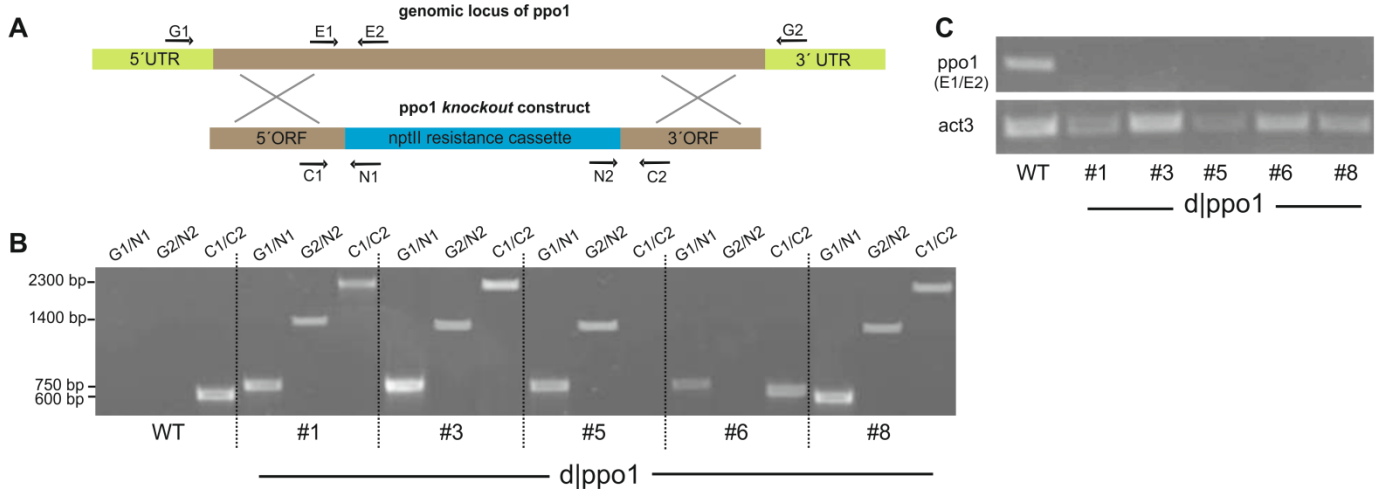 A
genomic locus of ppo1
G1
E1
E2
G2
5´UTR
3´ UTR
ppo1 knockout construct
5´ORF
nptII resistance cassette
3´ORF
C1
N1
N2
C2
B
G1/N1 G2/N2 C1/C2 G1/N1 G2/N2 C1/C2 G1/N1 G2/N2 C1/C2 G1/N1 G2/N2 C1/C2 G1/N1 G2/N2 C1/C2 G1/N1 G2/N2 C1/C2
2300 bp
1400 bp
750 bp
600 bp
WT #1 #3 #5 #6 #8
d|ppo1
C
ppo1
(E1/E2)
act3
WT #1 #3 #5 #6 #8
d|ppo1